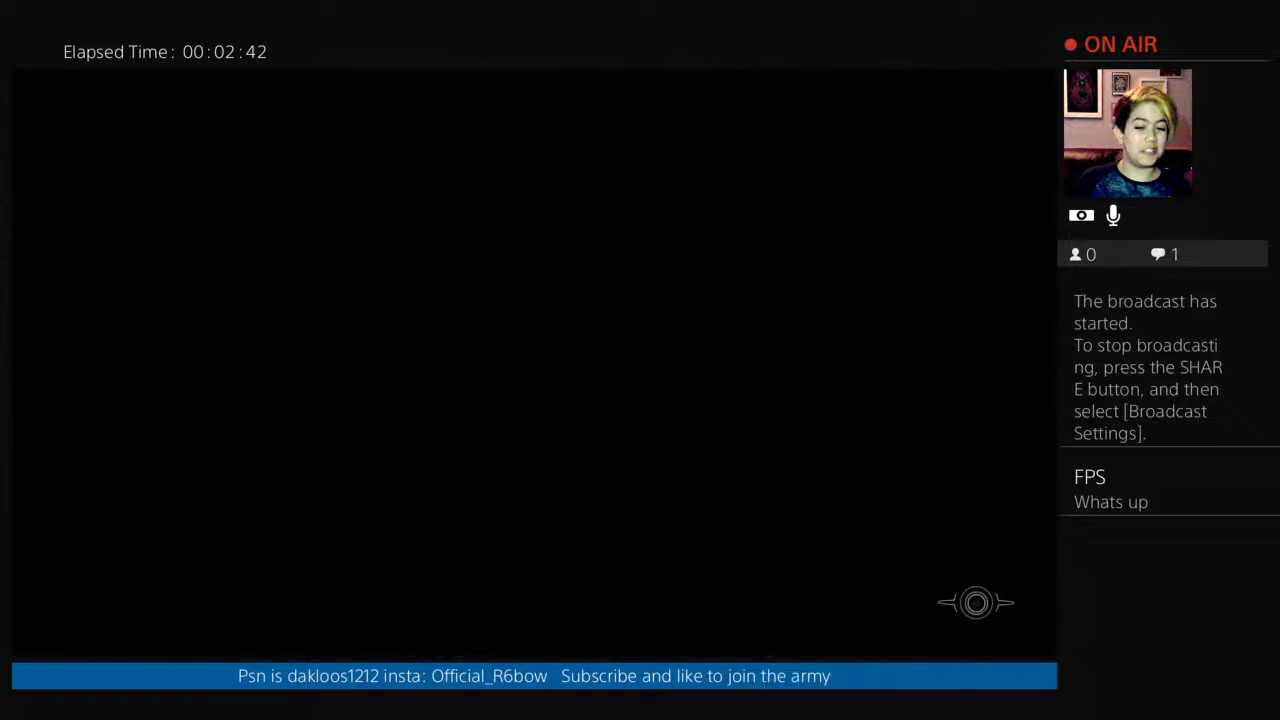 Elapsed Time: 00:02:42
ON AIR
0 1
The broadcast has
started.
To stop broadcasti
ng, press the SHAR
E button, and then
select [Broadcast
Settings].
FPS
Whats up
Psn is dakloos1212 insta: Official_R6bow Subscribe and like to join the army